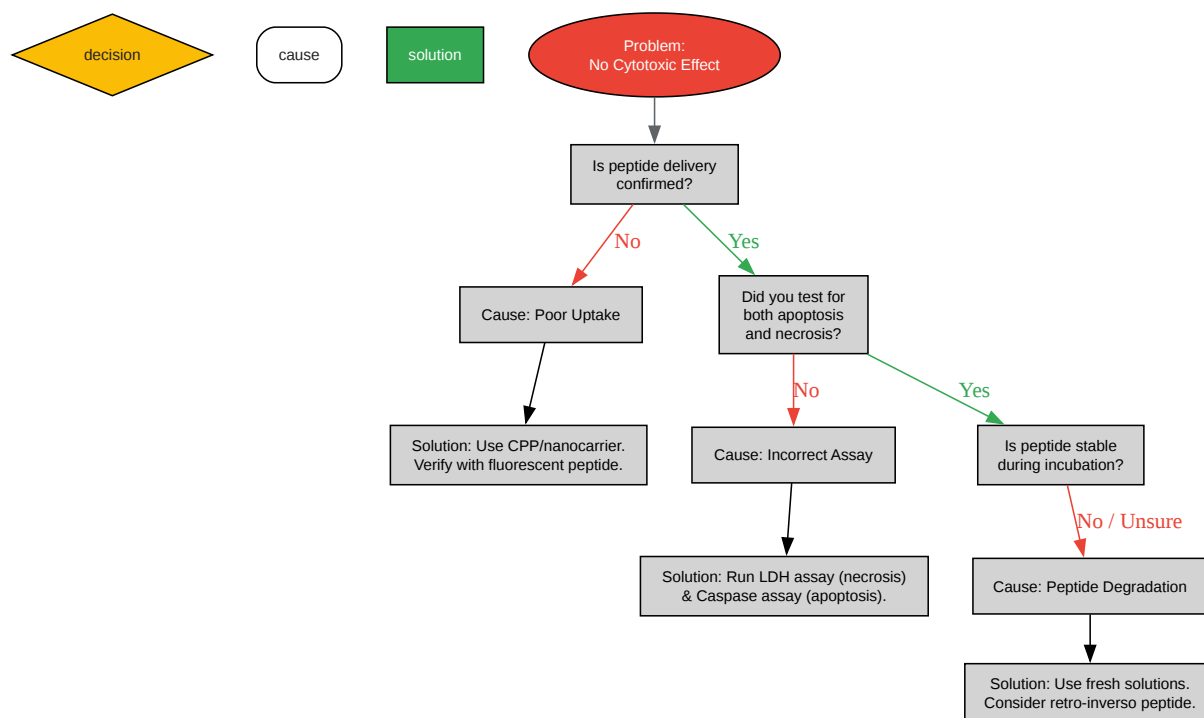 decision
cause
solution
Problem:
No Cytotoxic Effect
Is peptide delivery
confirmed?
No
Yes
Cause: Poor Uptake
Did you test for
both apoptosis
and necrosis?
Solution: Use CPP/nanocarrier.
Verify with fluorescent peptide.
No
Yes
Cause: Incorrect Assay
Is peptide stable
during incubation?
Solution: Run LDH assay (necrosis)
& Caspase assay (apoptosis).
No / Unsure
Cause: Peptide Degradation
Solution: Use fresh solutions.
Consider retro-inverso peptide.